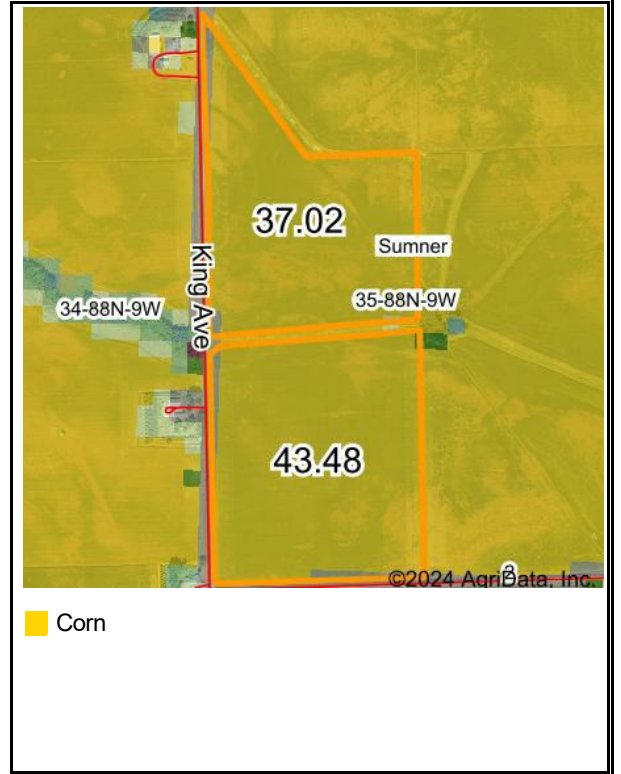 37.02
Sumner
King Ave
35-88N-9W
34-88N-9W
43.48
©2024 AgriData, Inc.
Corn